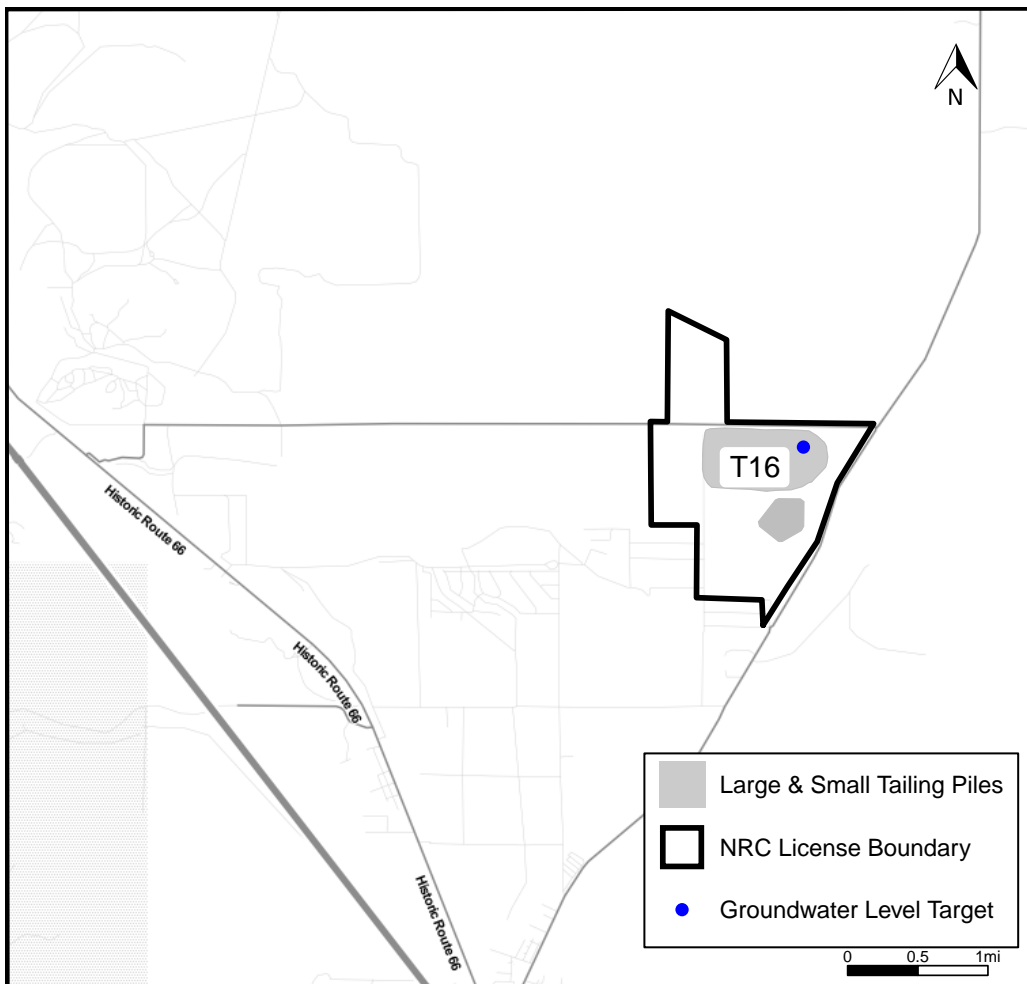 N
T16
Historic Route 66
Historic Route 66
Historic Route 66
Large & Small Tailing Piles
NRC License Boundary
Groundwater Level Target
0 0.5 1mi